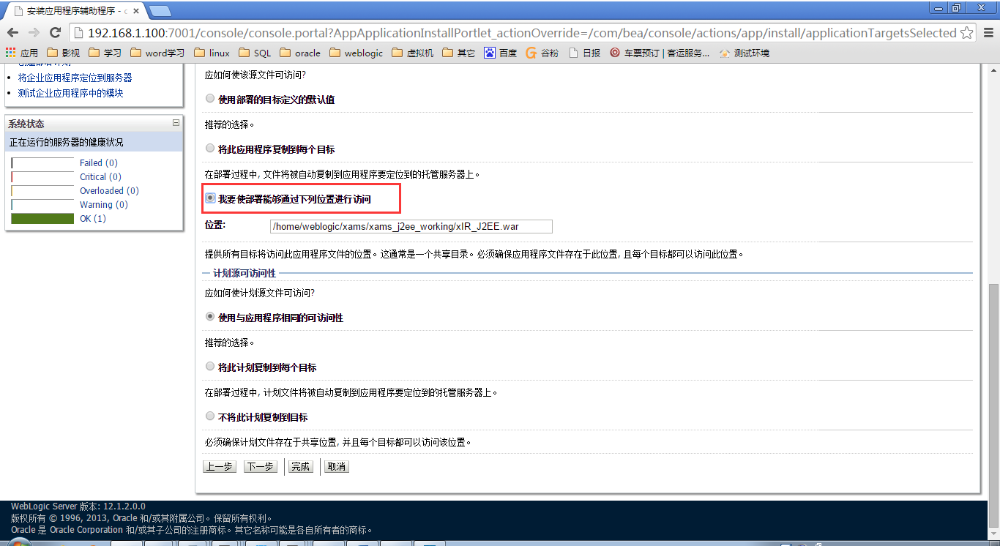 安装应用程序辅助程序 - c
192.168.1.100:7001/console/console.portal?AppApplicationInstallPortlet_actionOverride=/com/bea/console/actions/app/install/applicationTargetsSelected
应用 影视 学习 word学习 linux SQL oracle weblogic 虚拟机 其它 百度 谷粉 日报 车票预订 | 客运服务... 测试环境
创建部署计划
将企业应用程序定位到服务器
测试企业应用程序中的模块
系统状态
正在运行的服务器的健康状况
Failed (0)
Critical (0)
Overloaded (0)
Warning (0)
OK (1)
应如何使该源文件可访问?
使用部署的目标定义的默认值
推荐的选择。
将此应用程序复制到每个目标
在部署过程中, 文件将被自动复制到应用程序要定位到的托管服务器上。
我要使部署能够通过下列位置进行访问
位置: /home/weblogic/xams/xams_j2ee_working/xIR_J2EE.war
提供所有目标将访问此应用程序文件的位置。这通常是一个共享目录。必须确保应用程序文件存在于此位置, 且每个目标都可以访问此位置。
计划源可访问性
应如何使计划源文件可访问?
使用与应用程序相同的可访问性
推荐的选择。
将此计划复制到每个目标
在部署过程中, 计划文件将被自动复制到应用程序要定位到的托管服务器上。
不将此计划复制到目标
必须确保计划文件存在于共享位置, 并且每个目标都可以访问该位置。
上一步 下一步 完成 取消
WebLogic Server 版本: 12.1.2.0.0
版权所有 © 1996, 2013, Oracle 和/或其附属公司。保留所有权利。
Oracle 是 Oracle Corporation 和/或其子公司的注册商标。其它名称可能是各自所有者的商标。